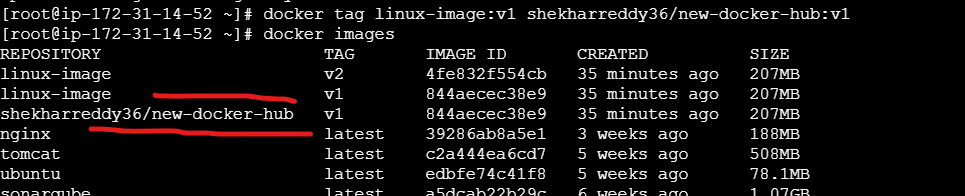 [root@ip-172-31-14-52 ~]# docker tag linux-image:v1 shekharreddy36/new-docker-hub:v1
[root@ip-172-31-14-52 ~]# docker images
REPOSITORY TAG IMAGE ID CREATED SIZE
linux-image v2 4fe832f554cb 35 minutes ago 207MB
linux-image v1 844aecec38e9 35 minutes ago 207MB
shekharreddy36/new-docker-hub v1 844aecec38e9 35 minutes ago 207MB
nginx latest 39286ab8a5e1 3 weeks ago 188MB
tomcat latest c2a444ea6cd7 5 weeks ago 508MB
ubuntu latest edbfe74c41f8 5 weeks ago 78.1MB
sonarqube latest a5dcab22b29c 6 weeks ago 1.07GB